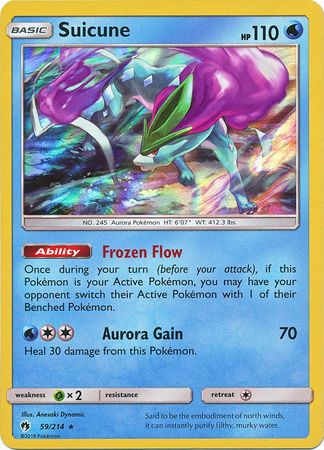 BASIC Suicune HP 110
NO. 245 Aurora Pokémon HT: 6'07" WT: 412.3 lbs.
Ability Frozen Flow
Once during your turn (before your attack), if this
Pokémon is your Active Pokémon, you may have your
opponent switch their Active Pokémon with 1 of their
Benched Pokémon.
Aurora Gain 70
Heal 30 damage from this Pokémon.
weakness ×2 resistance retreat
Illus. Anesaki Dynamic
59/214 ★
©2019 Pokémon
Said to be the embodiment of north winds,
it can instantly purify filthy, murky water.